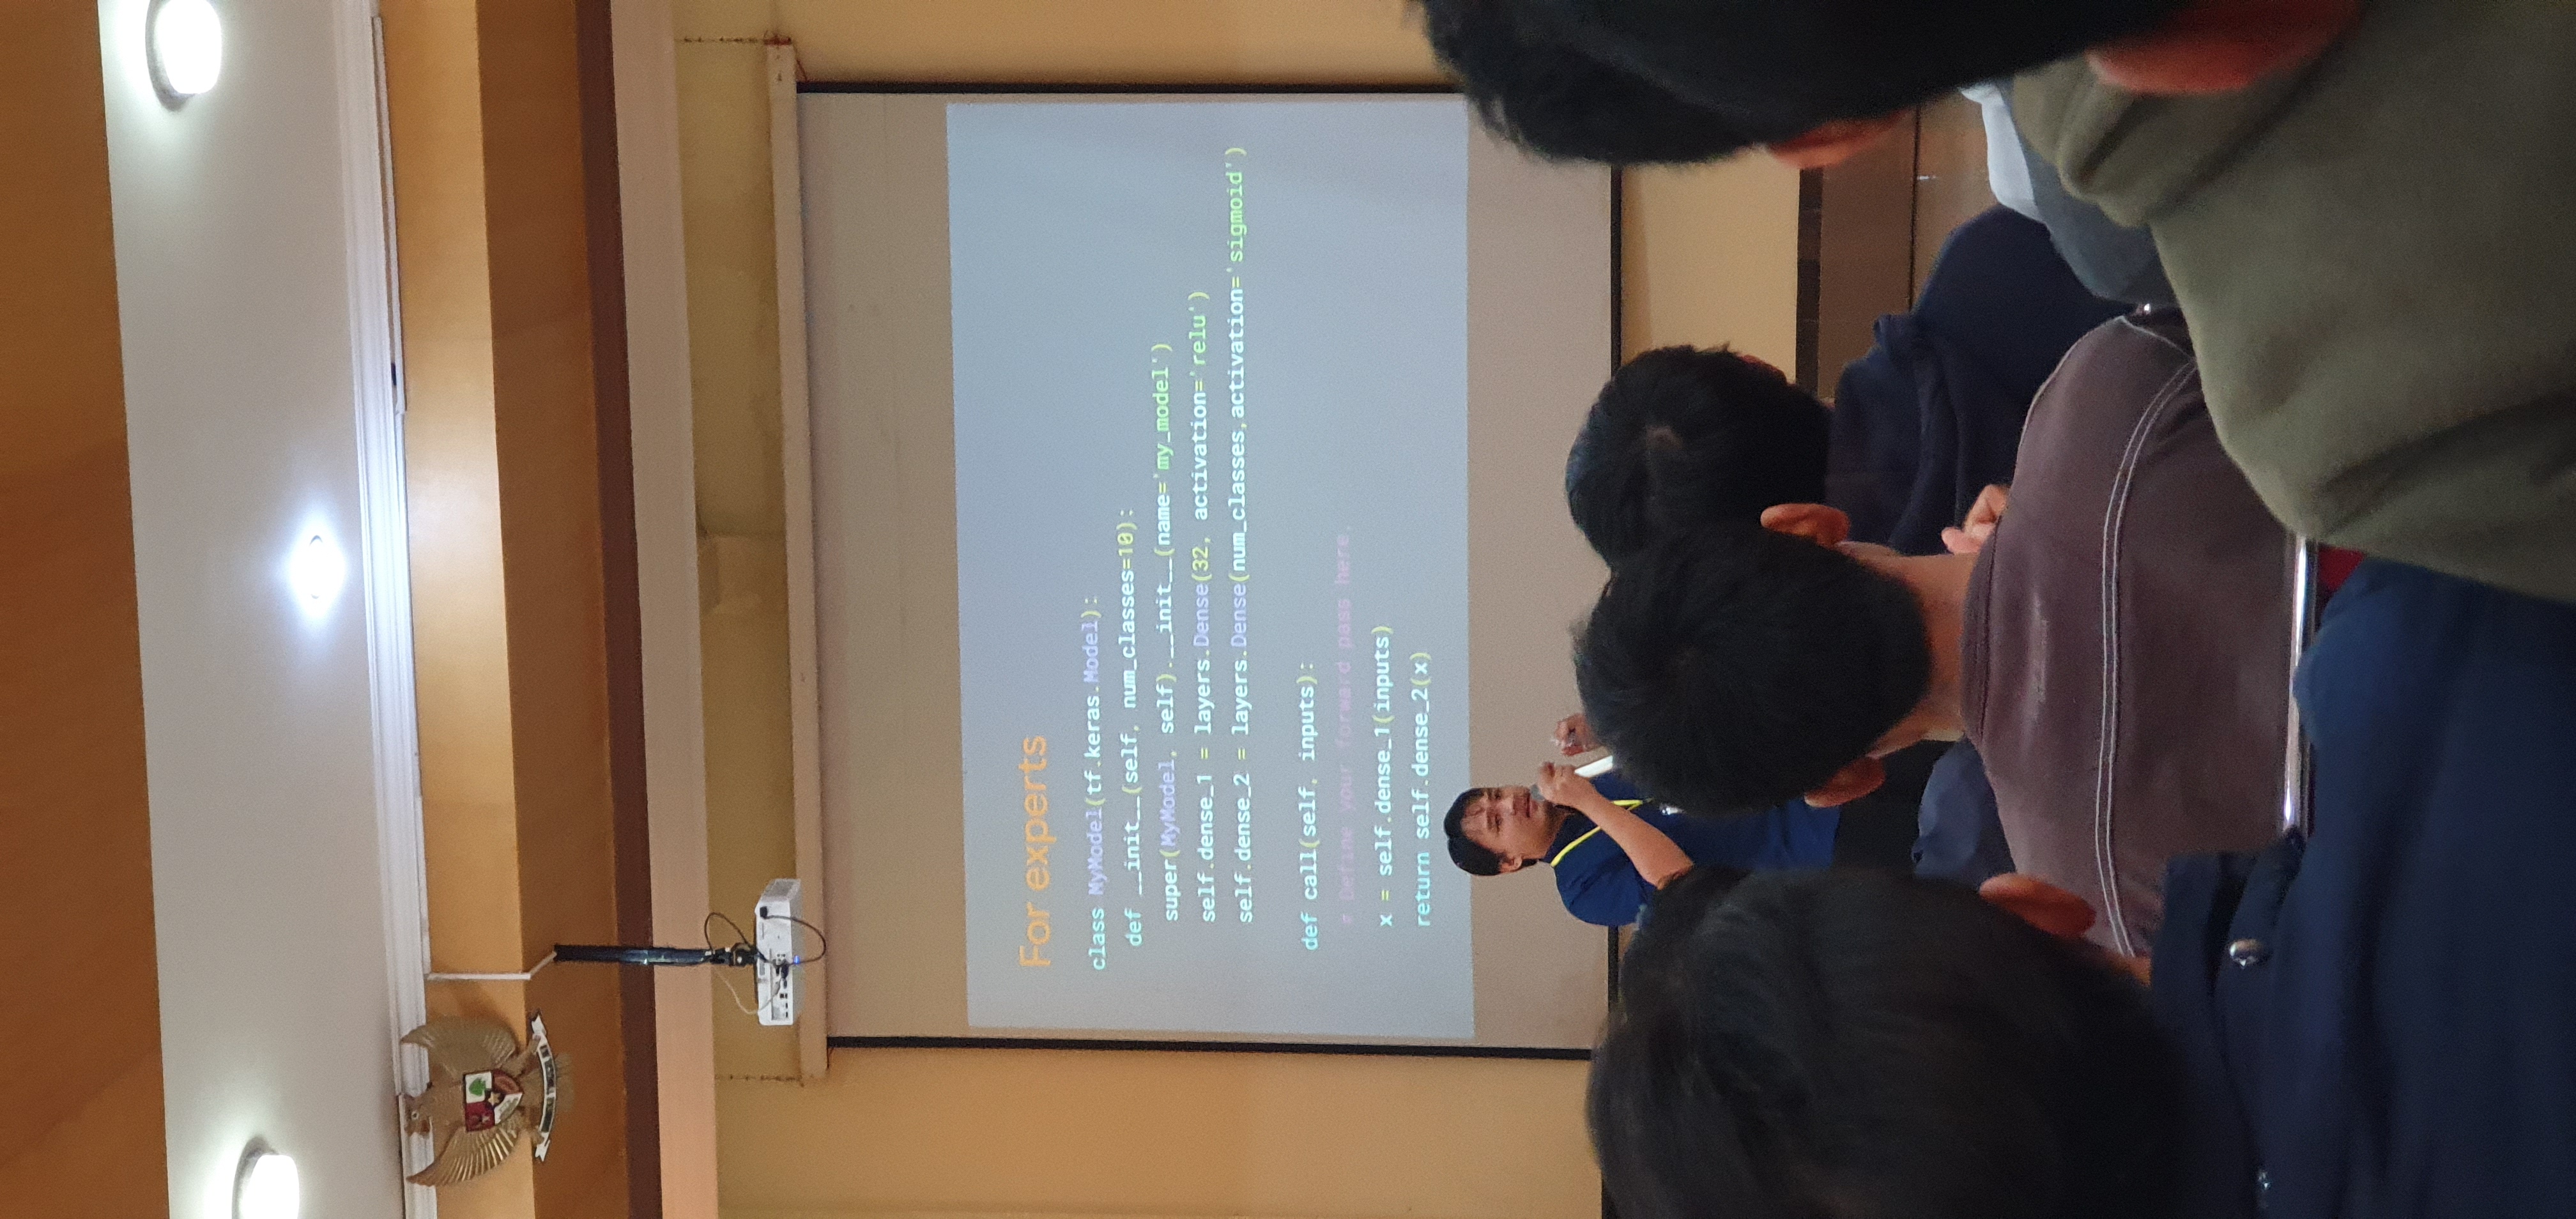 For experts
class MyModel(tf.keras.Model):
def __init__(self, num_classes=10):
super(MyModel, self).__init__(name='my_model')
self.dense_1 = layers.Dense(32, activation='relu')
self.dense_2 = layers.Dense(num_classes,activation='sigmoid')
def call(self, inputs):
# Define your forward pass here,
x = self.dense_1(inputs)
return self.dense_2(x)